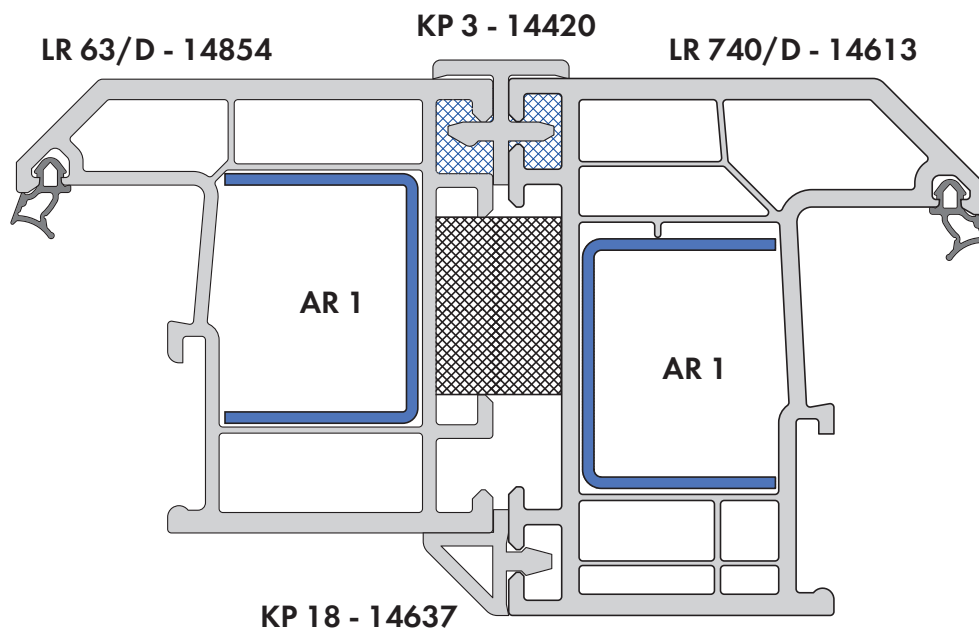 KP 3 - 14420
LR 63/D - 14854
LR 740/D - 14613
AR 1
AR 1
KP 18 - 14637